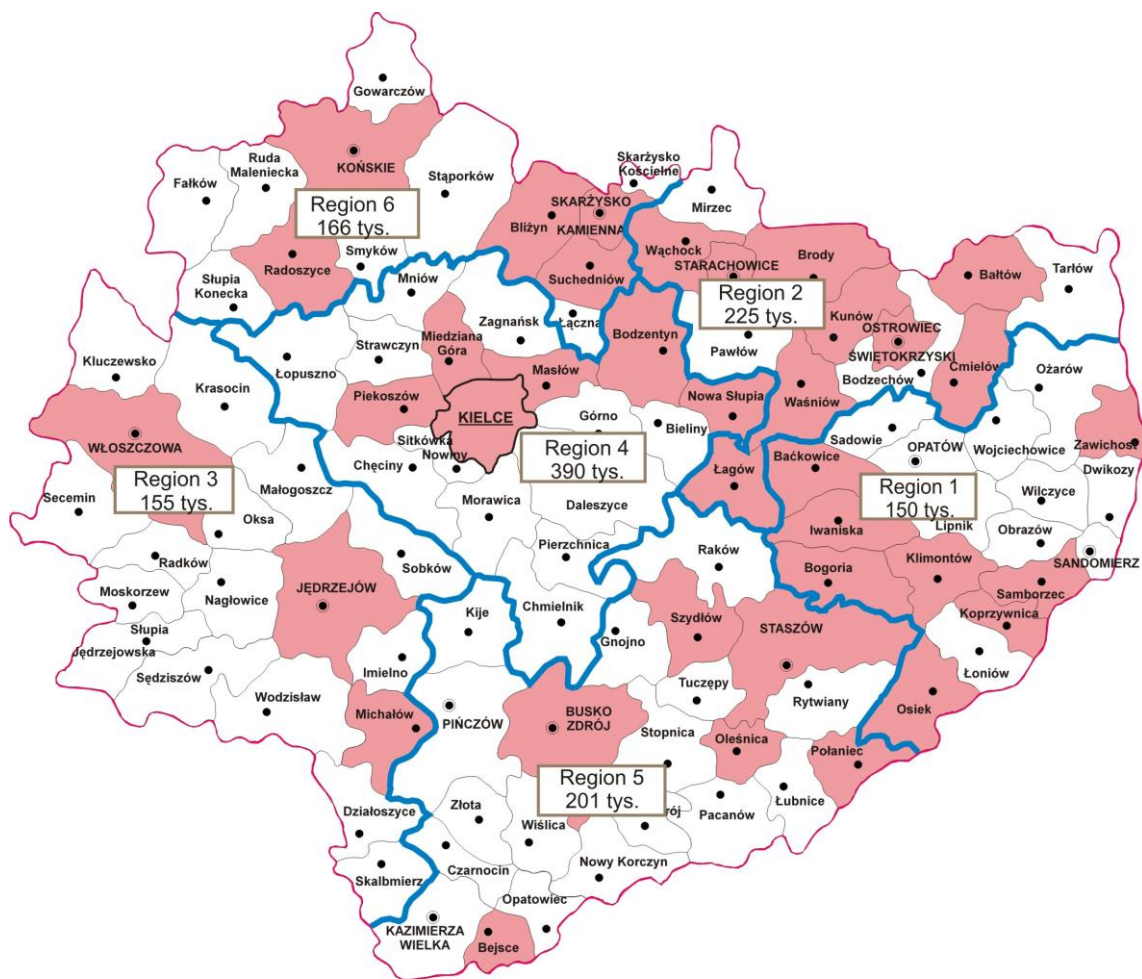 Gowarczów
KOŃSKIE
Ruda
Maleniecka
Fałków
Stąporków
Skarżysko
Kościelne
Mirzec
Region 6
166 tys.
SKARŻYSKO
KAMIENNA
Bliżyn
Wąchock
Brody
STARACHOWICE
Bałtów
Tarłów
Radoszyce
Smyków
Suchedniów
Słupia
Konecka
Mniów
Region 2
225 tys.
Kunów
OSTROWIEC
ŚWIĘTOKRZYSKI
Zagnańsk
Łączna
Bodzentyn
Miedziana
Góra
Strawczyn
Pawłów
Bodzechów
Ćmielów
Ożarów
Kluczewsko
Łopuszno
Krasocin
Masłów
Nowa Słupia
Waśniów
Piekoszów
KIELCE
Górno
Bieliny
Sadowie
OPATÓW
Wojciechowice
Zawichost
WŁOSZCZOWA
Sitkówka
Nowiny
Region 4
390 tys.
Chęciny
Łagów
Baćkowice
Dwikozy
Region 3
155 tys.
Małogoszcz
Region 1
150 tys.
Wilczyce
Secemin
Oksa
Morawica
Daleszyce
Iwaniska
Lipnik
Obrazów
SANDOMIERZ
Radków
Pierzchnica
Raków
Klimontów
Sobków
Bogoria
Samborzec
Moskorzew
Nagłowice
JĘDRZEJÓW
Kije
Chmielnik
Szydłów
Koprzywnica
Słupia
Jędrzejowska
Gnojno
STASZÓW
Łoniów
Sędziszów
Imielno
Wodzisław
Tuczępy
Rytwiany
Osiek
Michałów
PIŃCZÓW
BUSKO
ZDRÓJ
Stopnica
Oleśnica
Połaniec
Region 5
201 tys.
Działoszyce
Złota
Wiślica
rój
Pacanów
Łubnice
Skalbmierz
Czarnocin
Nowy Korczyn
Opatowiec
KAZIMIERZA
WIELKA
Bejsce